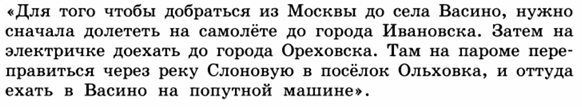 «Для того чтобы добраться из Москвы до села Васино, нужно
сначала долететь на самолёте до города Ивановска. Затем на
электричке доехать до города Ореховска. Там на пароме пере-
правиться через реку Слоновую в посёлок Ольховка, и оттуда
ехать в Васино на попутной машине».